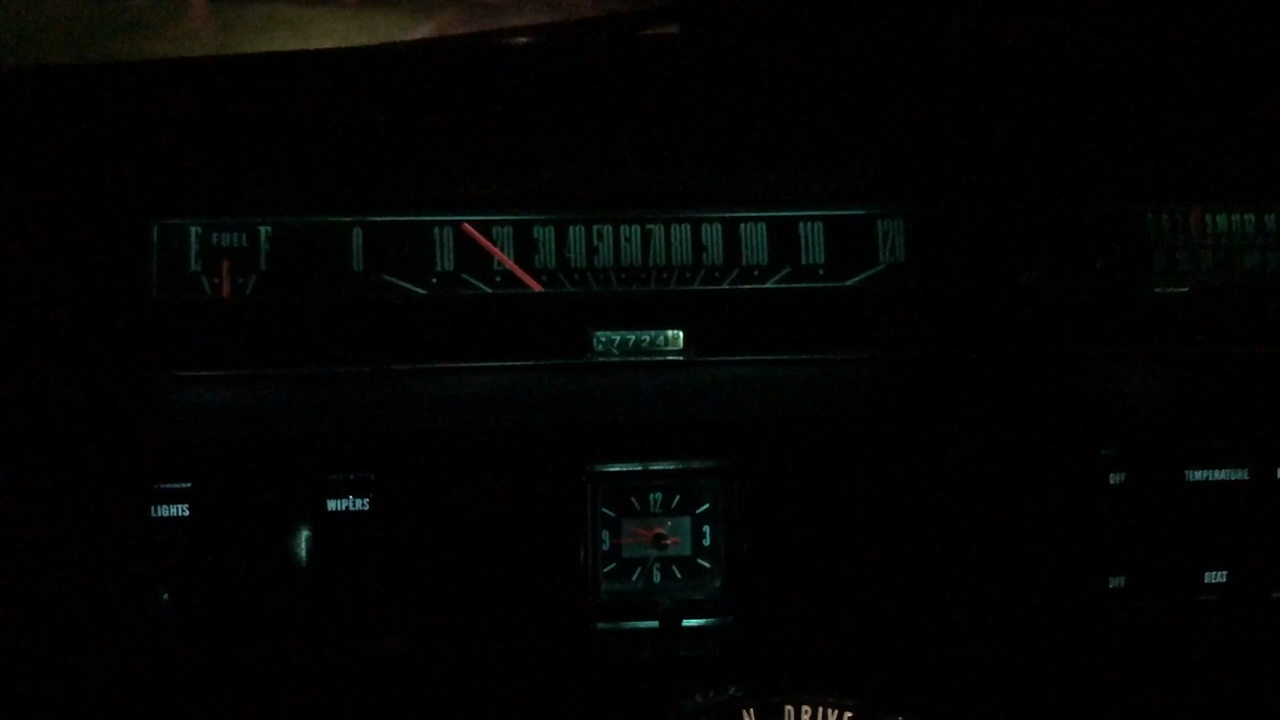 E FUEL F
0 10 20 30 40 50 60 70 80 90 100 110 120
7724
LIGHTS
WIPERS
12
9 3
6
OFF TEMPERATURE
OFF HEAT
N DRIVE